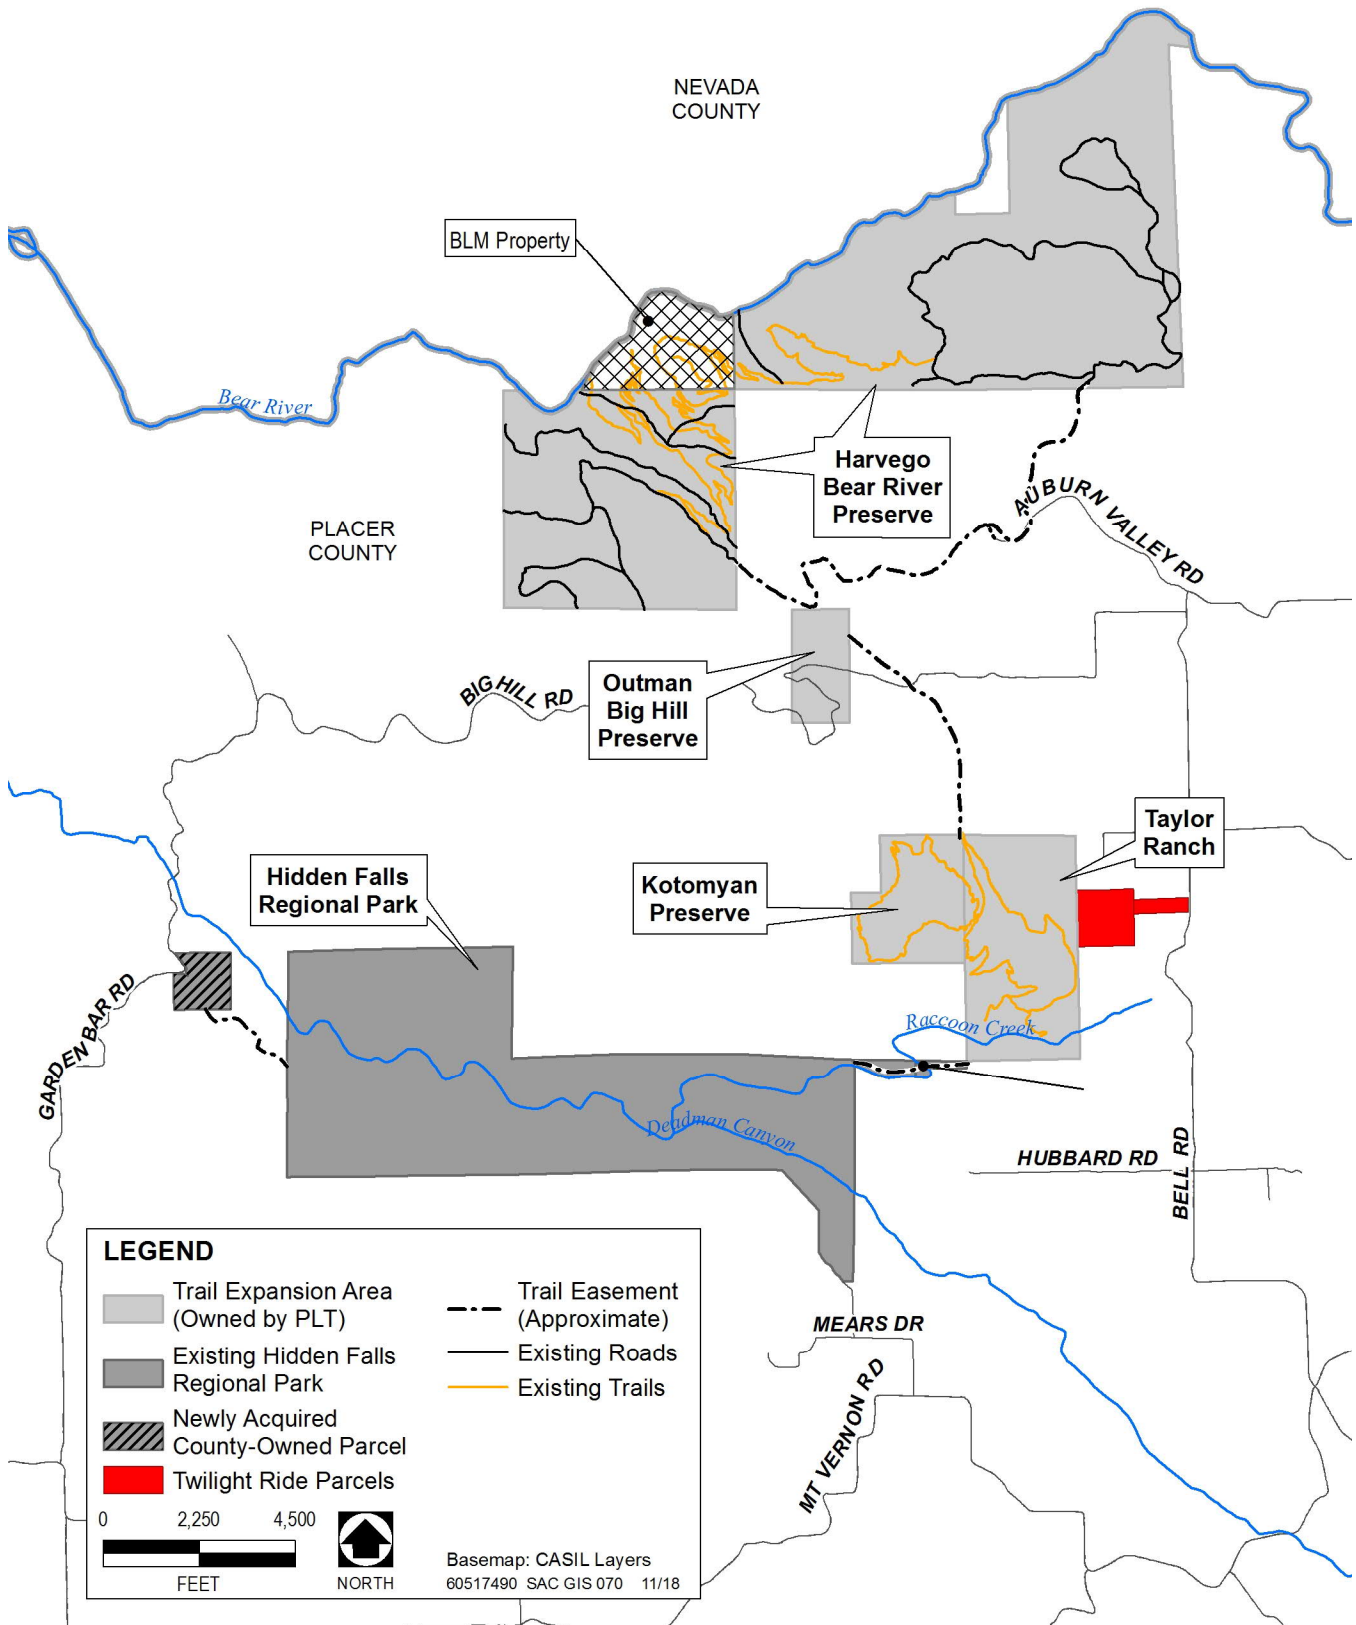 NEVADA
COUNTY
BLM Property
Bear River
Harvego
Bear River
Preserve
AUBURN VALLEY RD
PLACER
COUNTY
BIG HILL RD
Outman
Big Hill
Preserve
Taylor
Ranch
Hidden Falls
Regional Park
Kotomyan
Preserve
GARDEN BAR RD
Raccoon Creek
Deadman Canyon
HUBBARD RD
BELL RD
MEARS DR
MT VERNON RD
LEGEND
Trail Expansion Area
(Owned by PLT)
Existing Hidden Falls
Regional Park
Newly Acquired
County-Owned Parcel
Twilight Ride Parcels
Trail Easement
(Approximate)
Existing Roads
Existing Trails
0 2,250 4,500
FEET
NORTH
Basemap: CASIL Layers
60517490 SAC GIS 070 11/18